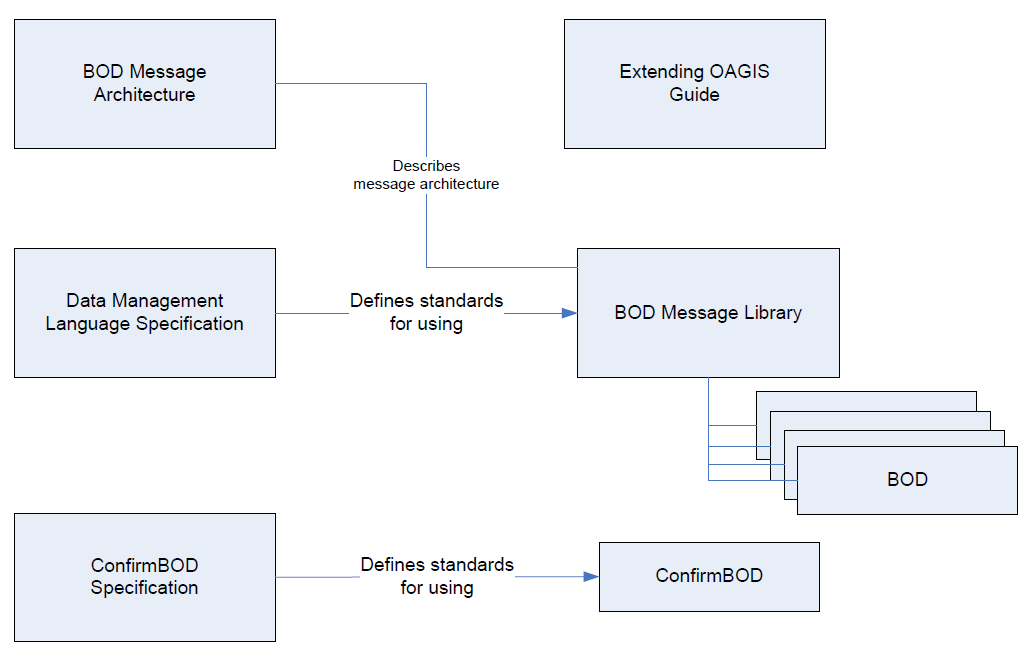 BOD Message
Architecture
Extending OAGIS
Guide
Describes
message architecture
Data Management
Language Specification
Defines standards
for using
BOD Message Library
BOD
ConfirmBOD
Specification
Defines standards
for using
ConfirmBOD